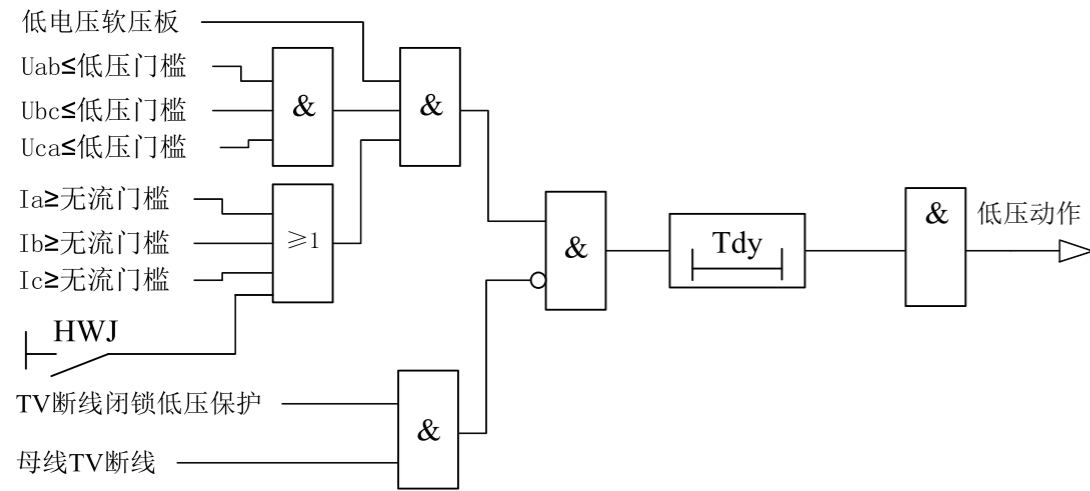 低电压软压板
Uab≤低压门槛
Ubc≤低压门槛
Uca≤低压门槛
&
&
Ia≥无流门槛
Ib≥无流门槛
Ic≥无流门槛
≥1
&
Tdy
&
低压动作
HWJ
TV断线闭锁低压保护
母线TV断线
&